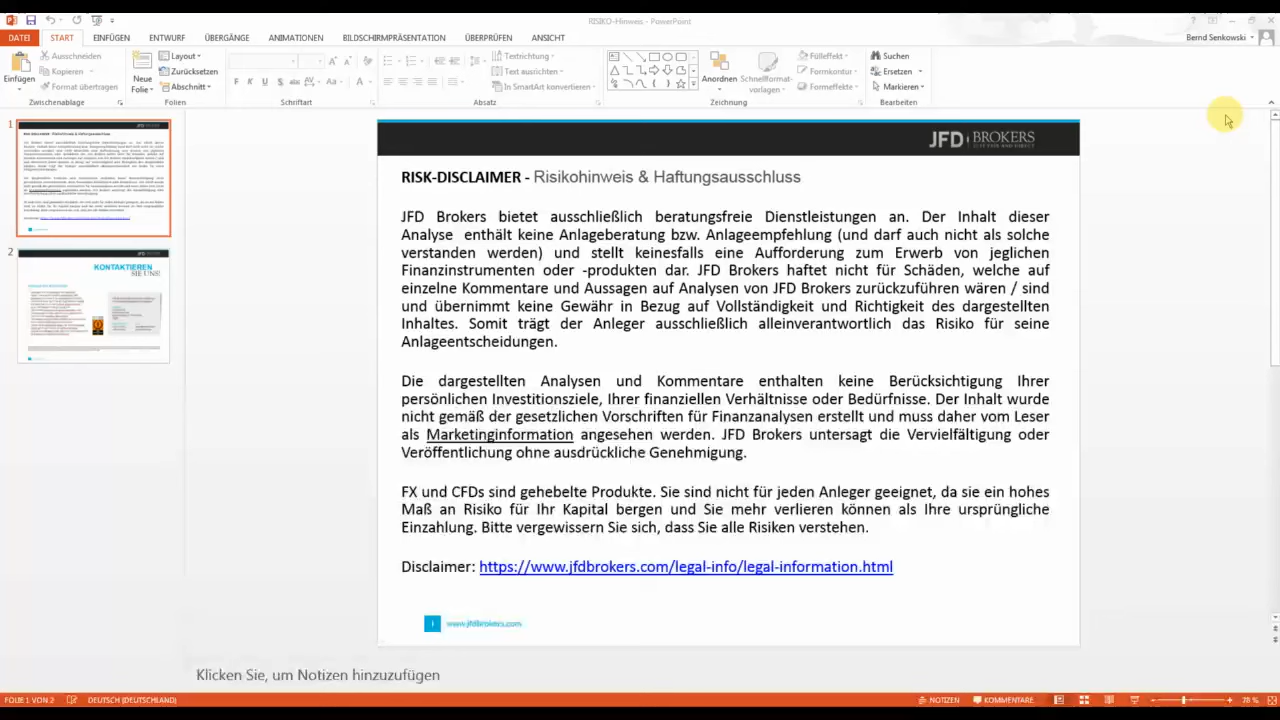 RISIKO-Hinweis - PowerPoint
DATEI START EINFÜGEN ENTWURF ÜBERGÄNGE ANIMATIONEN BILDSCHIRMPRÄSENTATION ÜBERPRÜFEN ANSICHT
Bernd Senkowski
Einfügen
Ausschneiden
Kopieren
Format übertragen
Zwischenablage
Neue
Folie
Layout
Zurücksetzen
Abschnitt
Folien
Schriftart
Textrichtung
Text ausrichten
In SmartArt konvertieren
Absatz
Anordnen
Schnellformat-
vorlagen
Fülleffekt
Formkontur
Formeffekte
Zeichnung
Suchen
Ersetzen
Markieren
Bearbeiten
1
2
KONTAKTIEREN
SIE UNS!
JFD BROKERS
RISK-DISCLAIMER - Risikohinweis & Haftungsausschluss
JFD Brokers bietet ausschließlich beratungsfreie Dienstleistungen an. Der Inhalt dieser
Analyse enthält keine Anlageberatung bzw. Anlageempfehlung (und darf auch nicht als solche
verstanden werden) und stellt keinesfalls eine Aufforderung zum Erwerb von jeglichen
Finanzinstrumenten oder -produkten dar. JFD Brokers haftet nicht für Schäden, welche auf
einzelne Kommentare und Aussagen auf Analysen von JFD Brokers zurückzuführen wären / sind
und übernimmt keine Gewähr in Bezug auf Vollständigkeit und Richtigkeit des dargestellten
Inhaltes. Somit trägt der Anleger ausschließlich alleinverantwortlich das Risiko für seine
Anlageentscheidungen.
Die dargestellten Analysen und Kommentare enthalten keine Berücksichtigung Ihrer
persönlichen Investitionsziele, Ihrer finanziellen Verhältnisse oder Bedürfnisse. Der Inhalt wurde
nicht gemäß der gesetzlichen Vorschriften für Finanzanalysen erstellt und muss daher vom Leser
als Marketinginformation angesehen werden. JFD Brokers untersagt die Vervielfältigung oder
Veröffentlichung ohne ausdrückliche Genehmigung.
FX und CFDs sind gehebelte Produkte. Sie sind nicht für jeden Anleger geeignet, da sie ein hohes
Maß an Risiko für Ihr Kapital bergen und Sie mehr verlieren können als Ihre ursprüngliche
Einzahlung. Bitte vergewissern Sie sich, dass Sie alle Risiken verstehen.
Disclaimer: https://www.jfdbrokers.com/legal-info/legal-information.html
www.jfdbrokers.com
Klicken Sie, um Notizen hinzuzufügen
FOLIE 1 VON 2 DEUTSCH (DEUTSCHLAND) NOTIZEN KOMMENTARE 78 %